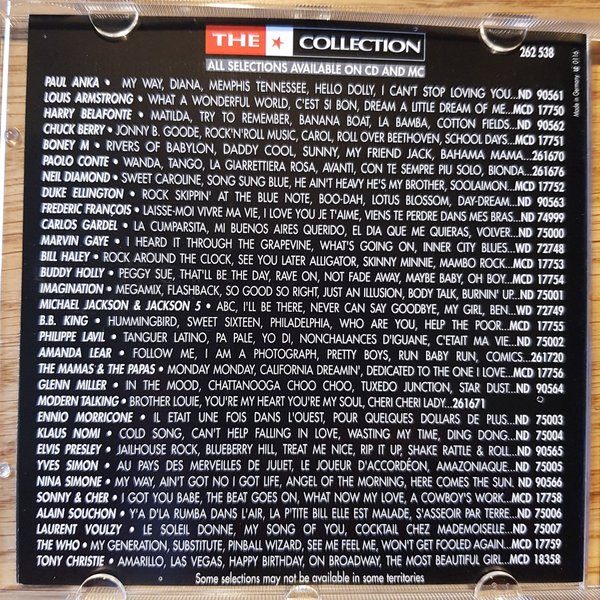 THE ★ COLLECTION
262 538
ALL SELECTIONS AVAILABLE ON CD AND MC
Made in Germany
PAUL ANKA • MY WAY, DIANA, MEMPHIS TENNESSEE, HELLO DOLLY, I CAN'T STOP LOVING YOU...ND 90561
LOUIS ARMSTRONG • WHAT A WONDERFUL WORLD, C'EST SI BON, DREAM A LITTLE DREAM OF ME...MCD 17750
HARRY BELAFONTE • MATILDA, TRY TO REMEMBER, BANANA BOAT, LA BAMBA, COTTON FIELDS...ND 90562
CHUCK BERRY • JONNY B. GOODE, ROCK'N'ROLL MUSIC, CAROL, ROLL OVER BEETHOVEN, SCHOOL DAYS...MCD 17751
BONEY M • RIVERS OF BABYLON, DADDY COOL, SUNNY, MY FRIEND JACK, BAHAMA MAMA...261670
PAOLO CONTE • WANDA, TANGO, LA GIARRETTIERA ROSA, AVANTI, CON TE SEMPRE PIU SOLO, BIONDA...261676
NEIL DIAMOND • SWEET CAROLINE, SONG SUNG BLUE, HE AIN'T HEAVY HE'S MY BROTHER, SOOLAIMON...MCD 17752
DUKE ELLINGTON • ROCK SKIPPIN' AT THE BLUE NOTE, BOO-DAH, LOTUS BLOSSOM, DAY-DREAM...ND 90563
FREDERIC FRANÇOIS • LAISSE-MOI VIVRE MA VIE, I LOVE YOU JE T'AIME, VIENS TE PERDRE DANS MES BRAS...ND 74999
CARLOS GARDEL • LA CUMPARSITA, MI BUENOS AIRES QUERIDO, EL DIA QUE ME QUIERAS, VOLVER...ND 75000
MARVIN GAYE • I HEARD IT THROUGH THE GRAPEVINE, WHAT'S GOING ON, INNER CITY BLUES...WD 72748
BILL HALEY • ROCK AROUND THE CLOCK, SEE YOU LATER ALLIGATOR, SKINNY MINNIE, MAMBO ROCK...MCD 17753
BUDDY HOLLY • PEGGY SUE, THAT'LL BE THE DAY, RAVE ON, NOT FADE AWAY, MAYBE BABY, OH BOY...MCD 17754
IMAGINATION • MEGAMIX, FLASHBACK, SO GOOD SO RIGHT, JUST AN ILLUSION, BODY TALK, BURNIN' UP...ND 75001
MICHAEL JACKSON & JACKSON 5 • ABC, I'LL BE THERE, NEVER CAN SAY GOODBYE, MY GIRL, BEN...WD 72749
B.B. KING • HUMMINGBIRD, SWEET SIXTEEN, PHILADELPHIA, WHO ARE YOU, HELP THE POOR...MCD 17755
PHILIPPE LAVIL • TANGUER LATINO, PA PALE, YO DI, NONCHALANCES D'IGUANE, C'ETAIT MA VIE...ND 75002
AMANDA LEAR • FOLLOW ME, I AM A PHOTOGRAPH, PRETTY BOYS, RUN BABY RUN, COMICS...261720
THE MAMAS & THE PAPAS • MONDAY MONDAY, CALIFORNIA DREAMIN', DEDICATED TO THE ONE I LOVE...MCD 17756
GLENN MILLER • IN THE MOOD, CHATTANOOGA CHOO CHOO, TUXEDO JUNCTION, STAR DUST...ND 90564
MODERN TALKING • BROTHER LOUIE, YOU'RE MY HEART YOU'RE MY SOUL, CHERI CHERI LADY...261671
ENNIO MORRICONE • IL ETAIT UNE FOIS DANS L'OUEST, POUR QUELQUES DOLLARS DE PLUS...ND 75003
KLAUS NOMI • COLD SONG, CAN'T HELP FALLING IN LOVE, WASTING MY TIME, DING DONG...ND 75004
ELVIS PRESLEY • JAILHOUSE ROCK, BLUEBERRY HILL, TREAT ME NICE, RIP IT UP, SHAKE RATTLE & ROLL...ND 90565
YVES SIMON • AU PAYS DES MERVEILLES DE JULIET, LE JOUEUR D'ACCORDÉON, AMAZONIAQUE...ND 75005
NINA SIMONE • MY WAY, AIN'T GOT NO I GOT LIFE, ANGEL OF THE MORNING, HERE COMES THE SUN. ND 90566
SONNY & CHER • I GOT YOU BABE, THE BEAT GOES ON, WHAT NOW MY LOVE, A COWBOY'S WORK...MCD 17758
ALAIN SOUCHON • Y'A D'LA RUMBA DANS L'AIR, LA P'TITE BILL ELLE EST MALADE, S'ASSEOIR PAR TERRE...ND 75006
LAURENT VOULZY • LE SOLEIL DONNE, MY SONG OF YOU, COCKTAIL CHEZ MADEMOISELLE...ND 75007
THE WHO • MY GENERATION, SUBSTITUTE, PINBALL WIZARD, SEE ME FEEL ME, WON'T GET FOOLED AGAIN...MCD 17759
TONY CHRISTIE • AMARILLO, LAS VEGAS, HAPPY BIRTHDAY, ON BROADWAY, THE MOST BEAUTIFUL GIRL...MCD 18358
Some selections may not be available in some territories